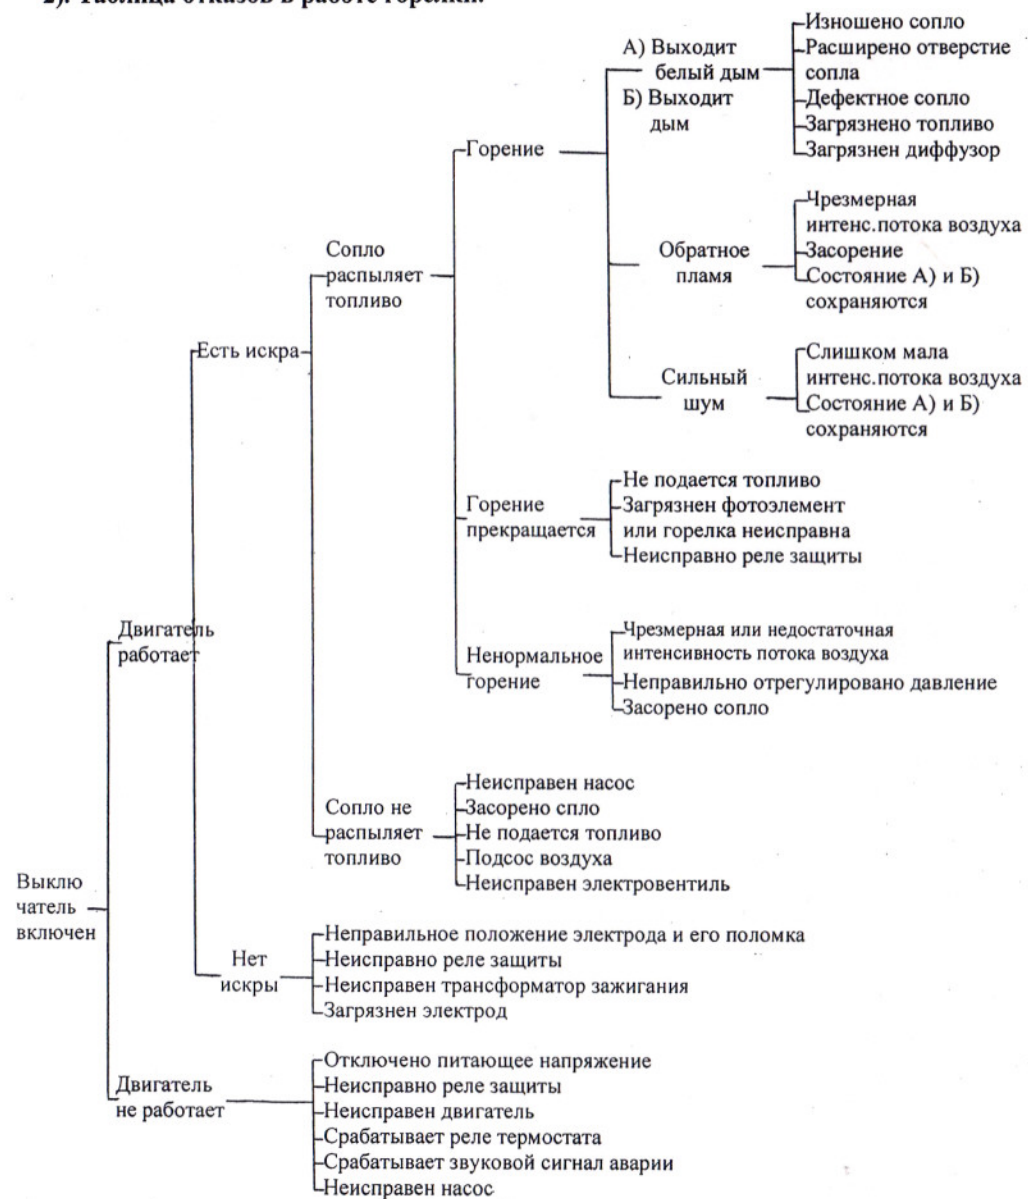 2). Таблица отказов в работе горелки.
Выклю
чатель
включен
Двигатель
работает
Есть искра
Сопло
распыляет
топливо
Горение
А) Выходит
белый дым
Б) Выходит
дым
Изношено сопло
Расширено отверстие
сопла
Дефектное сопло
Загрязнено топливо
Загрязнен диффузор
Обратное
пламя
Чрезмерная
интенс.потока воздуха
Засорение
Состояние А) и Б)
сохраняются
Сильный
шум
Слишком мала
интенс.потока воздуха
Состояние А) и Б)
сохраняются
Горение
прекращается
Не подается топливо
Загрязнен фотоэлемент
или горелка неисправна
Неисправно реле защиты
Ненормальное
горение
Чрезмерная или недостаточная
интенсивность потока воздуха
Неправильно отрегулировано давление
Засорено сопло
Сопло не
распыляет
топливо
Неисправен насос
Засорено спло
Не подается топливо
Подсос воздуха
Неисправен электровентиль
Нет
искры
Неправильное положение электрода и его поломка
Неисправно реле защиты
Неисправен трансформатор зажигания
Загрязнен электрод
Двигатель
не работает
Отключено питающее напряжение
Неисправно реле защиты
Неисправен двигатель
Срабатывает реле термостата
Срабатывает звуковой сигнал аварии
Неисправен насос